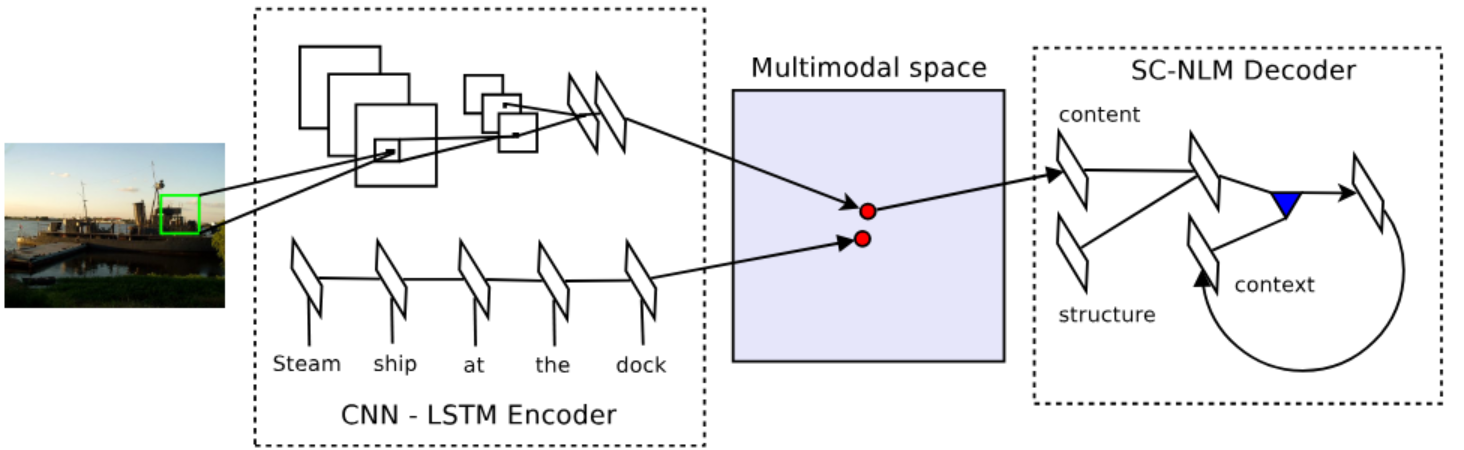 Steam ship at the dock
CNN - LSTM Encoder
Multimodal space
SC-NLM Decoder
content
context
structure